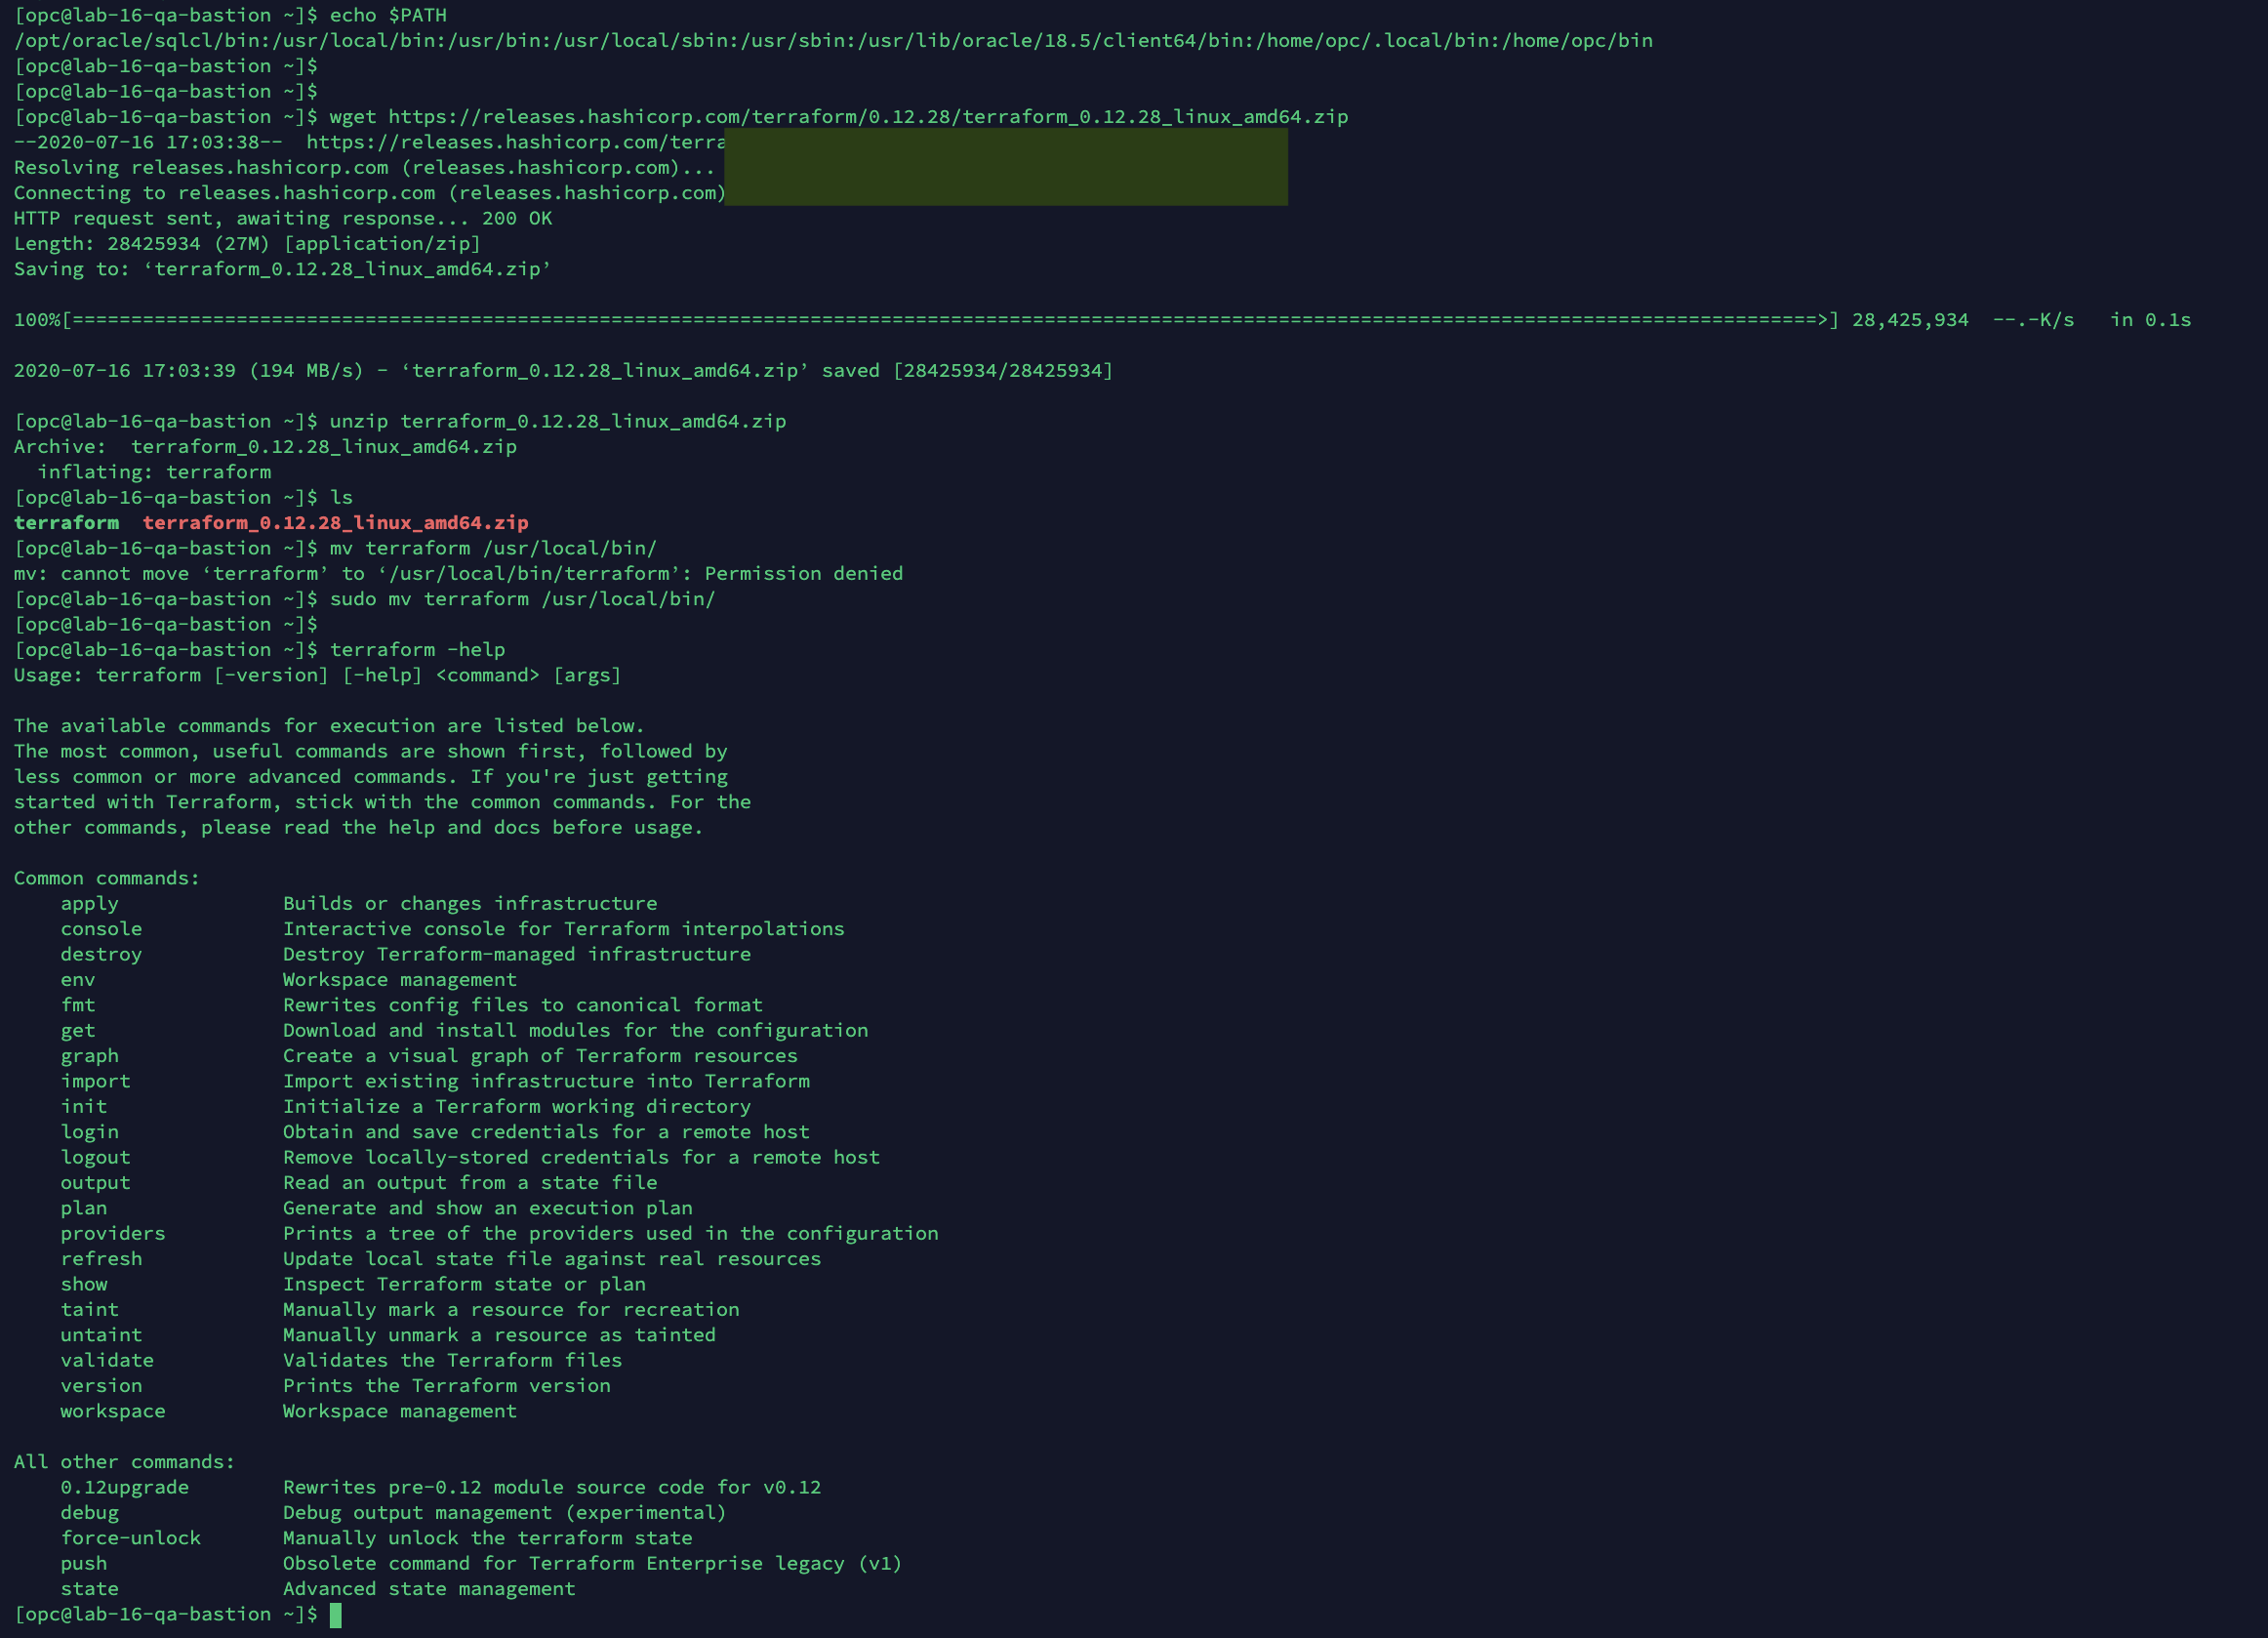 [opc@lab-16-qa-bastion ~]$ echo $PATH
/opt/oracle/sqlcl/bin:/usr/local/bin:/usr/bin:/usr/local/sbin:/usr/sbin:/usr/lib/oracle/18.5/client64/bin:/home/opc/.local/bin:/home/opc/bin
[opc@lab-16-qa-bastion ~]$
[opc@lab-16-qa-bastion ~]$
[opc@lab-16-qa-bastion ~]$ wget https://releases.hashicorp.com/terraform/0.12.28/terraform_0.12.28_linux_amd64.zip
--2020-07-16 17:03:38--  https://releases.hashicorp.com/terra
Resolving releases.hashicorp.com (releases.hashicorp.com)...
Connecting to releases.hashicorp.com (releases.hashicorp.com)
HTTP request sent, awaiting response... 200 OK
Length: 28425934 (27M) [application/zip]
Saving to: ‘terraform_0.12.28_linux_amd64.zip’
100%[=====================================================================================================================================================>] 28,425,934  --.-K/s   in 0.1s
2020-07-16 17:03:39 (194 MB/s) - ‘terraform_0.12.28_linux_amd64.zip’ saved [28425934/28425934]
[opc@lab-16-qa-bastion ~]$ unzip terraform_0.12.28_linux_amd64.zip
Archive:  terraform_0.12.28_linux_amd64.zip
  inflating: terraform
[opc@lab-16-qa-bastion ~]$ ls
terraform  terraform_0.12.28_linux_amd64.zip
[opc@lab-16-qa-bastion ~]$ mv terraform /usr/local/bin/
mv: cannot move ‘terraform’ to ‘/usr/local/bin/terraform’: Permission denied
[opc@lab-16-qa-bastion ~]$ sudo mv terraform /usr/local/bin/
[opc@lab-16-qa-bastion ~]$
[opc@lab-16-qa-bastion ~]$ terraform -help
Usage: terraform [-version] [-help] <command> [args]
The available commands for execution are listed below.
The most common, useful commands are shown first, followed by
less common or more advanced commands. If you're just getting
started with Terraform, stick with the common commands. For the
other commands, please read the help and docs before usage.
Common commands:
    apply              Builds or changes infrastructure
    console            Interactive console for Terraform interpolations
    destroy            Destroy Terraform-managed infrastructure
    env                Workspace management
    fmt                Rewrites config files to canonical format
    get                Download and install modules for the configuration
    graph              Create a visual graph of Terraform resources
    import             Import existing infrastructure into Terraform
    init               Initialize a Terraform working directory
    login              Obtain and save credentials for a remote host
    logout             Remove locally-stored credentials for a remote host
    output             Read an output from a state file
    plan               Generate and show an execution plan
    providers          Prints a tree of the providers used in the configuration
    refresh            Update local state file against real resources
    show               Inspect Terraform state or plan
    taint              Manually mark a resource for recreation
    untaint            Manually unmark a resource as tainted
    validate           Validates the Terraform files
    version            Prints the Terraform version
    workspace          Workspace management
All other commands:
    0.12upgrade        Rewrites pre-0.12 module source code for v0.12
    debug              Debug output management (experimental)
    force-unlock       Manually unlock the terraform state
    push               Obsolete command for Terraform Enterprise legacy (v1)
    state              Advanced state management
[opc@lab-16-qa-bastion ~]$